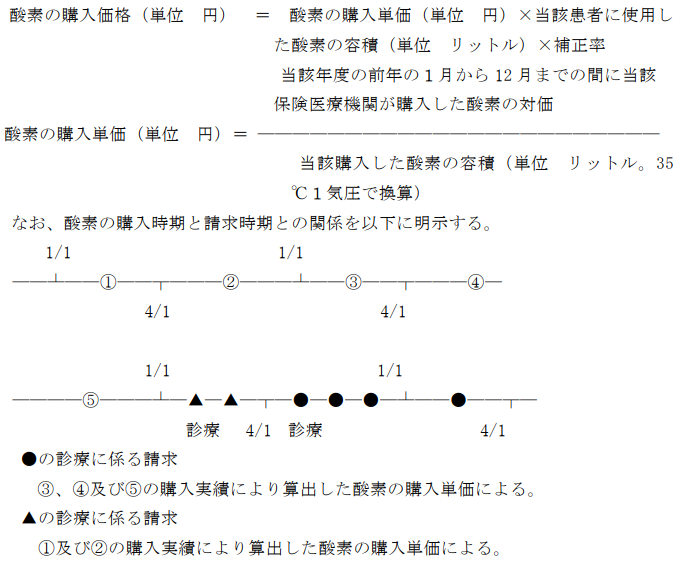 酸素の購入価格(単位 円) = 酸素の購入単価(単位 円)×当該患者に使用し
た酸素の容積(単位 リットル)×補正率
当該年度の前年の1月から12月までの間に当該
保険医療機関が購入した酸素の対価
酸素の購入単価(単位 円)= ───────────────────────
当該購入した酸素の容積(単位 リットル。35
℃1気圧で換算)
なお、酸素の購入時期と請求時期との関係を以下に明示する。
1/1 1/1
────┴───①───┬────②────┴───③───┬────④──
4/1 4/1
1/1 1/1
─────⑤─────┴──▲──▲──┬──●──●──●──┴───●───┬──
診療 4/1 診療 4/1
●の診療に係る請求
③、④及び⑤の購入実績により算出した酸素の購入単価による。
▲の診療に係る請求
①及び②の購入実績により算出した酸素の購入単価による。